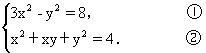 3x² - y² = 8, ①
x² + xy + y² = 4. ②